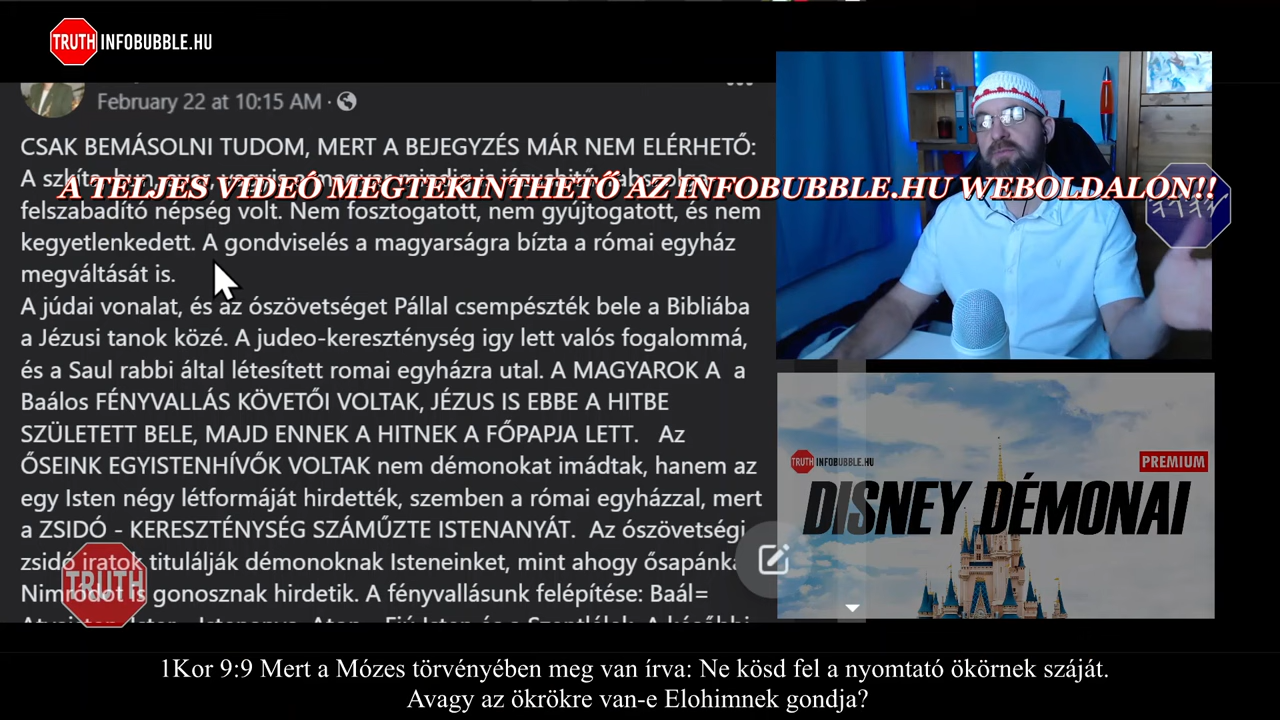 TRUTH INFOBUBBLE.HU
February 22 at 10:15 AM ·
CSAK BEMÁSOLNI TUDOM, MERT A BEJEGYZÉS MÁR NEM ELÉRHETŐ:
A TELJES VIDEÓ MEGTEKINTHETŐ AZ INFOBUBBLE.HU WEBOLDALON!!
felszabadító népség volt. Nem fosztogatott, nem gyújtogatott, és nem
kegyetlenkedett. A gondviselés a magyarságra bízta a római egyház
megváltását is.
A júdai vonalat, és az ószövetséget Pállal csempészték bele a Bibliába
a Jézusi tanok közé. A judeo-kereszténység igy lett valós fogalommá,
és a Saul rabbi által létesített romai egyházra utal. A MAGYAROK A a
Baálos FÉNYVALLÁS KÖVETŐI VOLTAK, JÉZUS IS EBBE A HITBE
SZÜLETETT BELE, MAJD ENNEK A HITNEK A FŐPAPJA LETT. Az
ŐSEINK EGYISTENHÍVŐK VOLTAK nem démonokat imádtak, hanem az
egy Isten négy létformáját hirdették, szemben a római egyházzal, mert
a ZSIDÓ - KERESZTÉNYSÉG SZÁMŰZTE ISTENANYÁT. Az ószövetségi
zsidó iratok titulálják démonoknak Isteneinket, mint ahogy ősapánka
Nimródot is gonosznak hirdetik. A fényvallásunk felépítése: Baál=
TRUTH
TRUTH INFOBUBBLE.HU
PREMIUM
DISNEY DÉMONAI
1Kor 9:9 Mert a Mózes törvényében meg van írva: Ne kösd fel a nyomtató ökörnek száját.
Avagy az ökrökre van-e Elohimnek gondja?